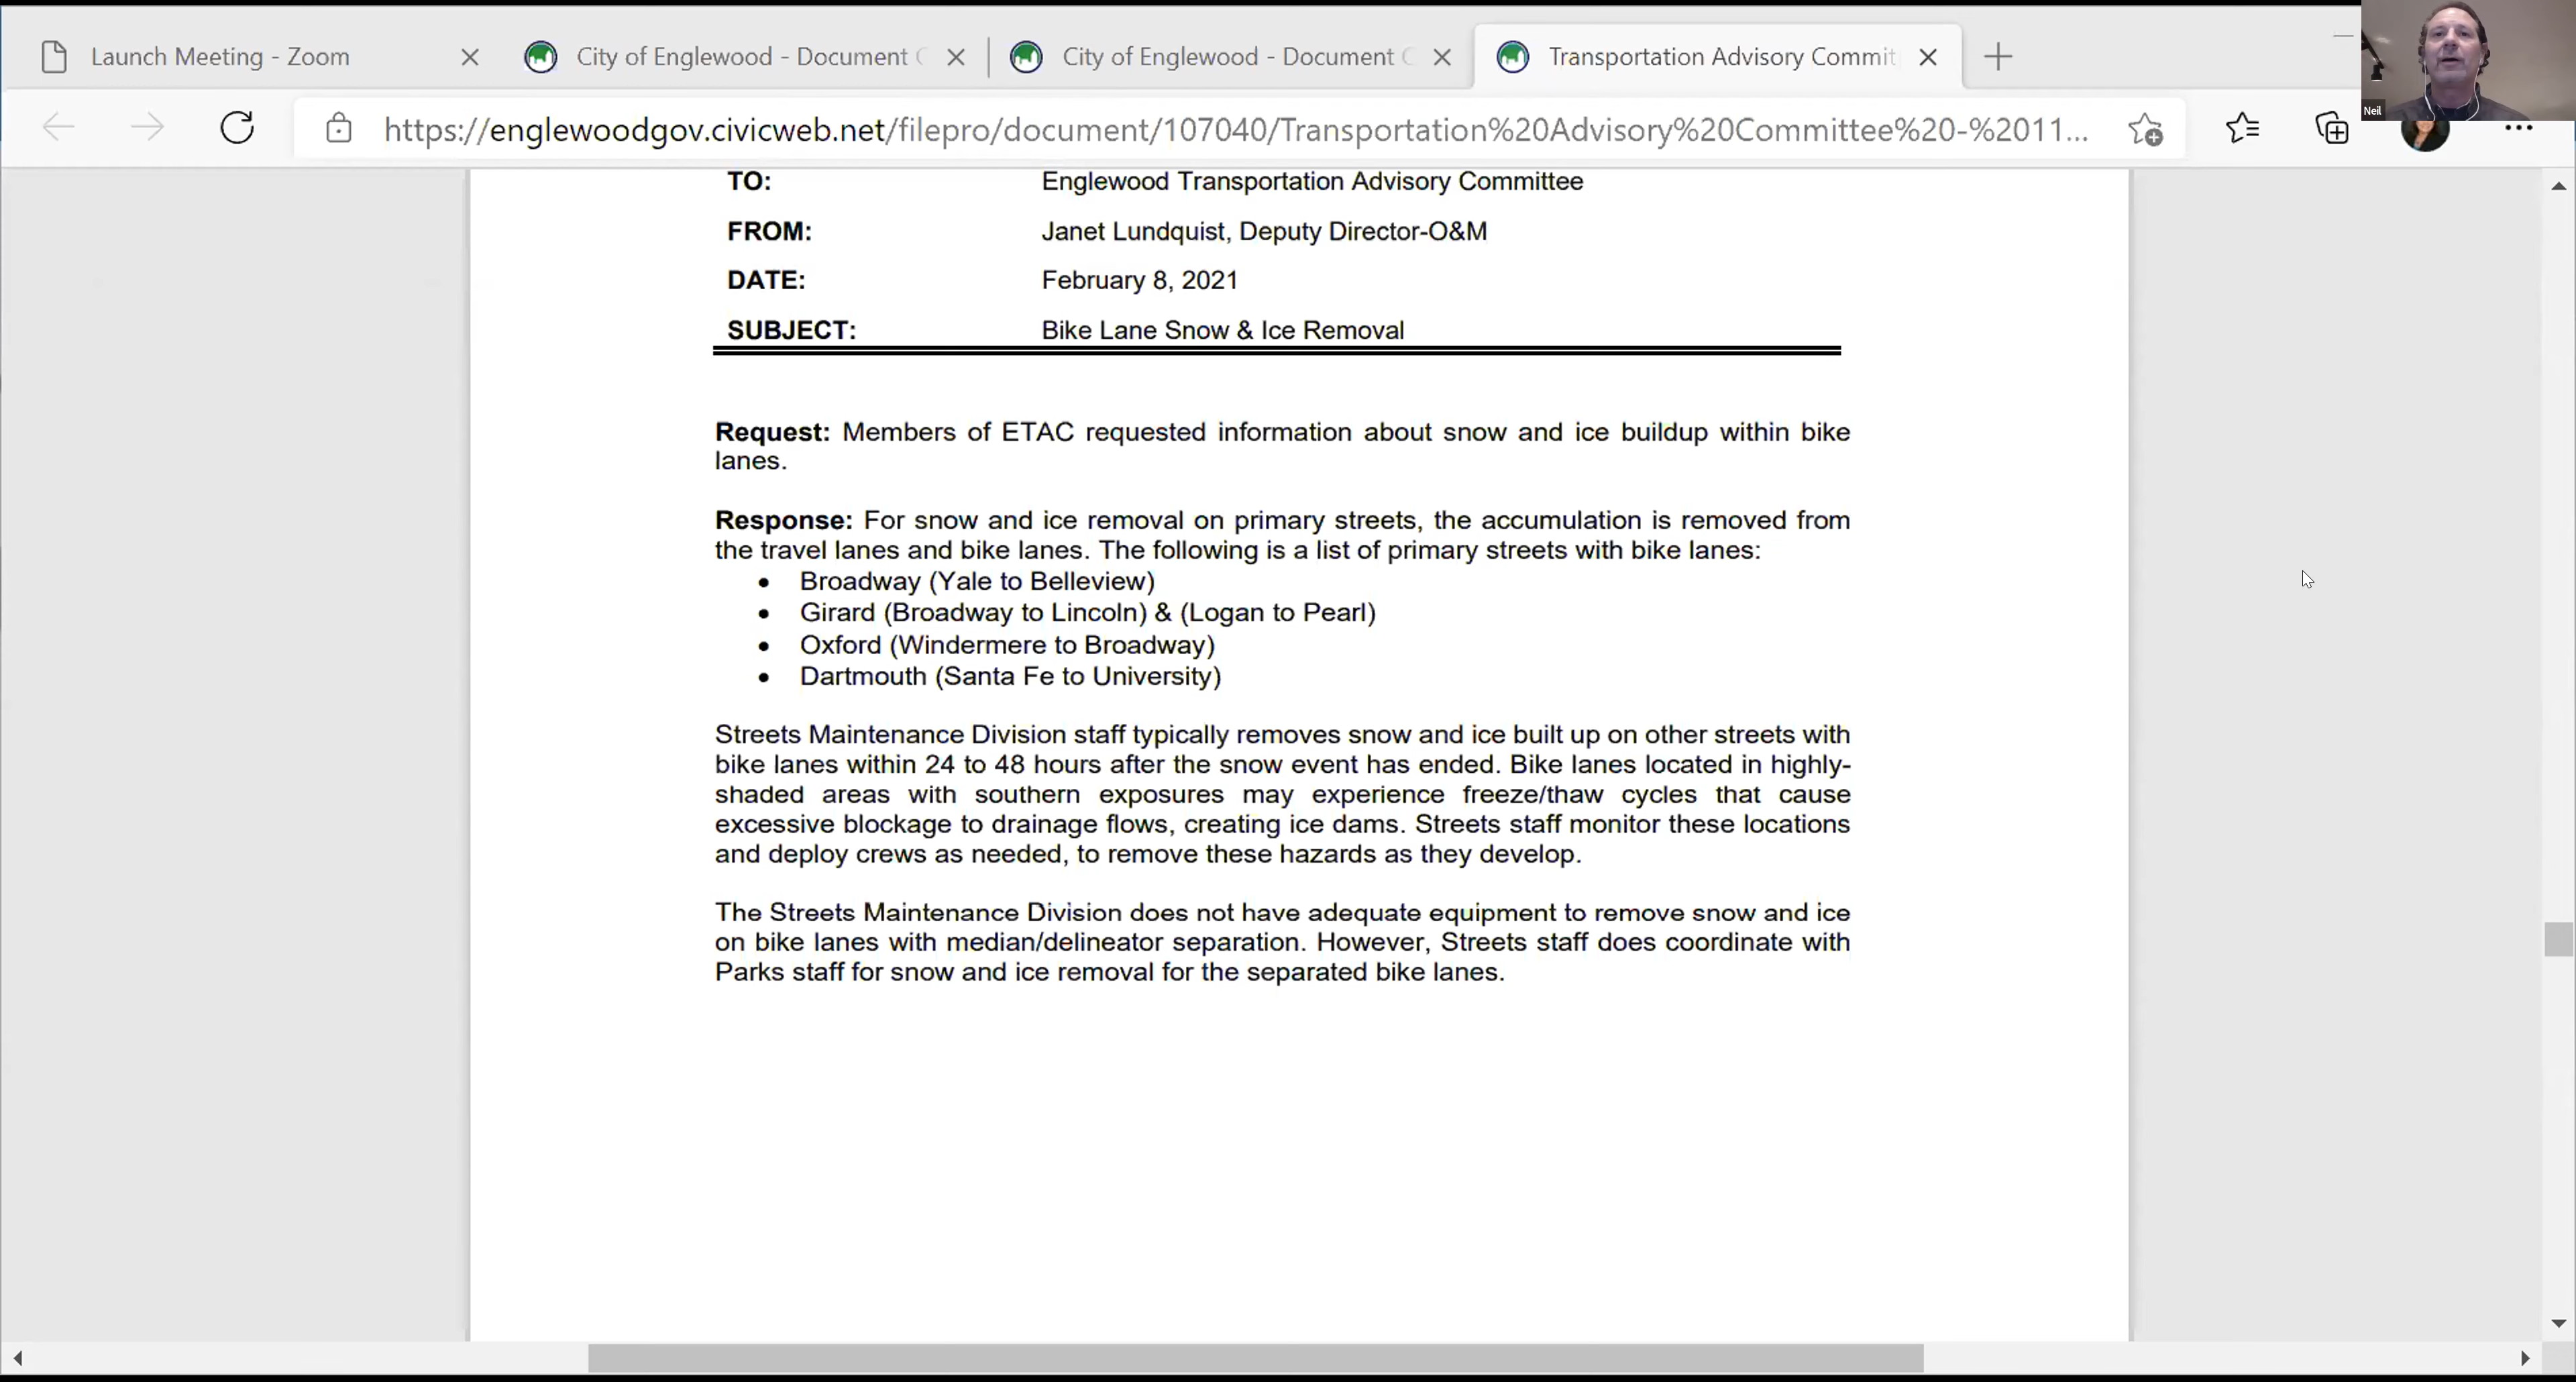 Launch Meeting - Zoom
City of Englewood - Document C
City of Englewood - Document C
Transportation Advisory Commit
Neil
https://englewoodgov.civicweb.net/filepro/document/107040/Transportation%20Advisory%20Committee%20-%2011...
TO: Englewood Transportation Advisory Committee
FROM: Janet Lundquist, Deputy Director-O&M
DATE: February 8, 2021
SUBJECT: Bike Lane Snow & Ice Removal
Request: Members of ETAC requested information about snow and ice buildup within bike
lanes.
Response: For snow and ice removal on primary streets, the accumulation is removed from
the travel lanes and bike lanes. The following is a list of primary streets with bike lanes:
• Broadway (Yale to Belleview)
• Girard (Broadway to Lincoln) & (Logan to Pearl)
• Oxford (Windermere to Broadway)
• Dartmouth (Santa Fe to University)
Streets Maintenance Division staff typically removes snow and ice built up on other streets with
bike lanes within 24 to 48 hours after the snow event has ended. Bike lanes located in highly-
shaded areas with southern exposures may experience freeze/thaw cycles that cause
excessive blockage to drainage flows, creating ice dams. Streets staff monitor these locations
and deploy crews as needed, to remove these hazards as they develop.
The Streets Maintenance Division does not have adequate equipment to remove snow and ice
on bike lanes with median/delineator separation. However, Streets staff does coordinate with
Parks staff for snow and ice removal for the separated bike lanes.